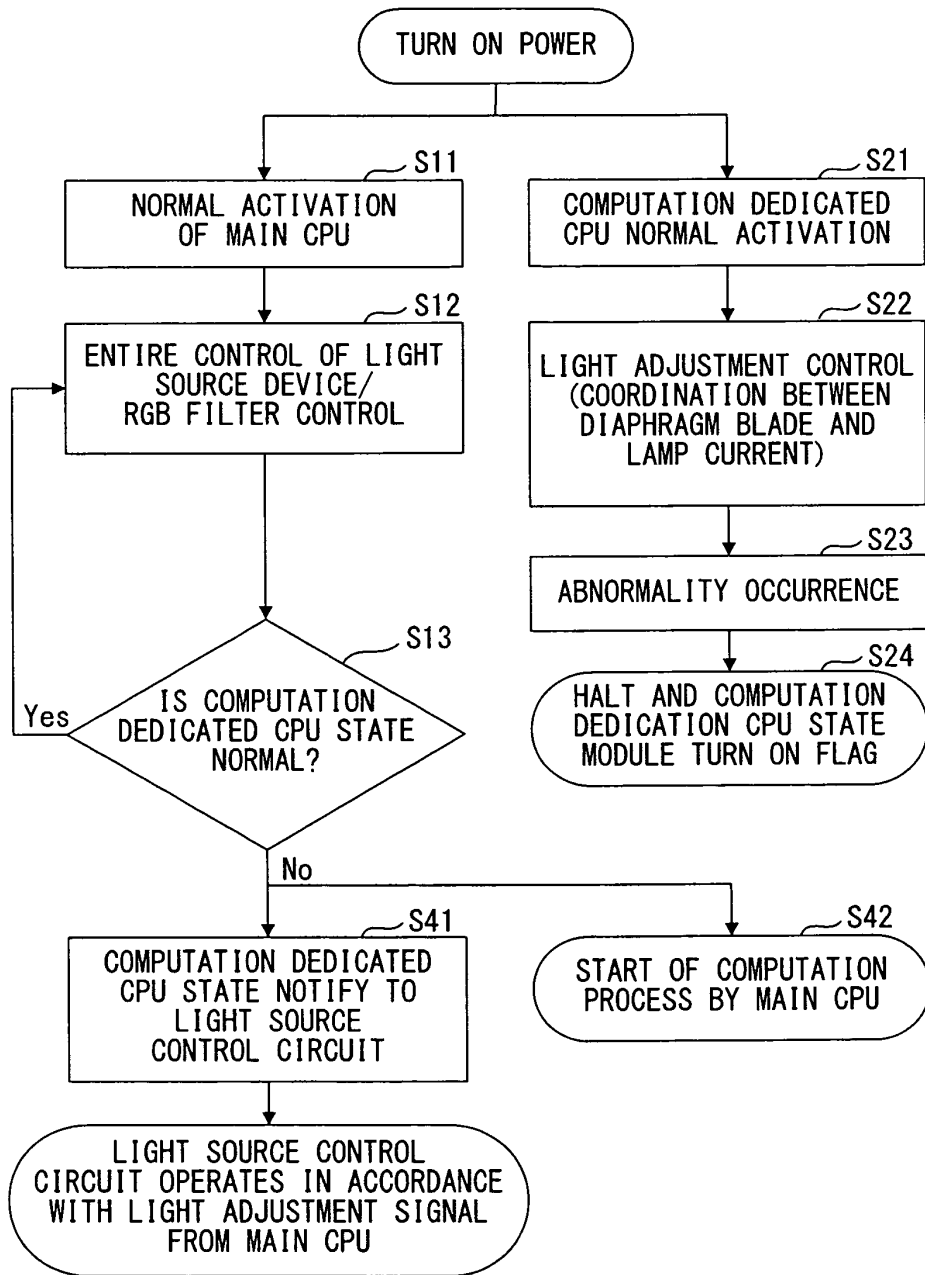 TURN ON POWER
S11
NORMAL ACTIVATION
OF MAIN CPU
S12
ENTIRE CONTROL OF LIGHT
SOURCE DEVICE/
RGB FILTER CONTROL
S13
IS COMPUTATION
DEDICATED CPU STATE
NORMAL?
Yes
No
S21
COMPUTATION DEDICATED
CPU NORMAL ACTIVATION
S22
LIGHT ADJUSTMENT CONTROL
(COORDINATION BETWEEN
DIAPHRAGM BLADE AND
LAMP CURRENT)
S23
ABNORMALITY OCCURRENCE
S24
HALT AND COMPUTATION
DEDICATION CPU STATE
MODULE TURN ON FLAG
S41
COMPUTATION DEDICATED
CPU STATE NOTIFY TO
LIGHT SOURCE
CONTROL CIRCUIT
S42
START OF COMPUTATION
PROCESS BY MAIN CPU
LIGHT SOURCE CONTROL
CIRCUIT OPERATES IN ACCORDANCE
WITH LIGHT ADJUSTMENT SIGNAL
FROM MAIN CPU